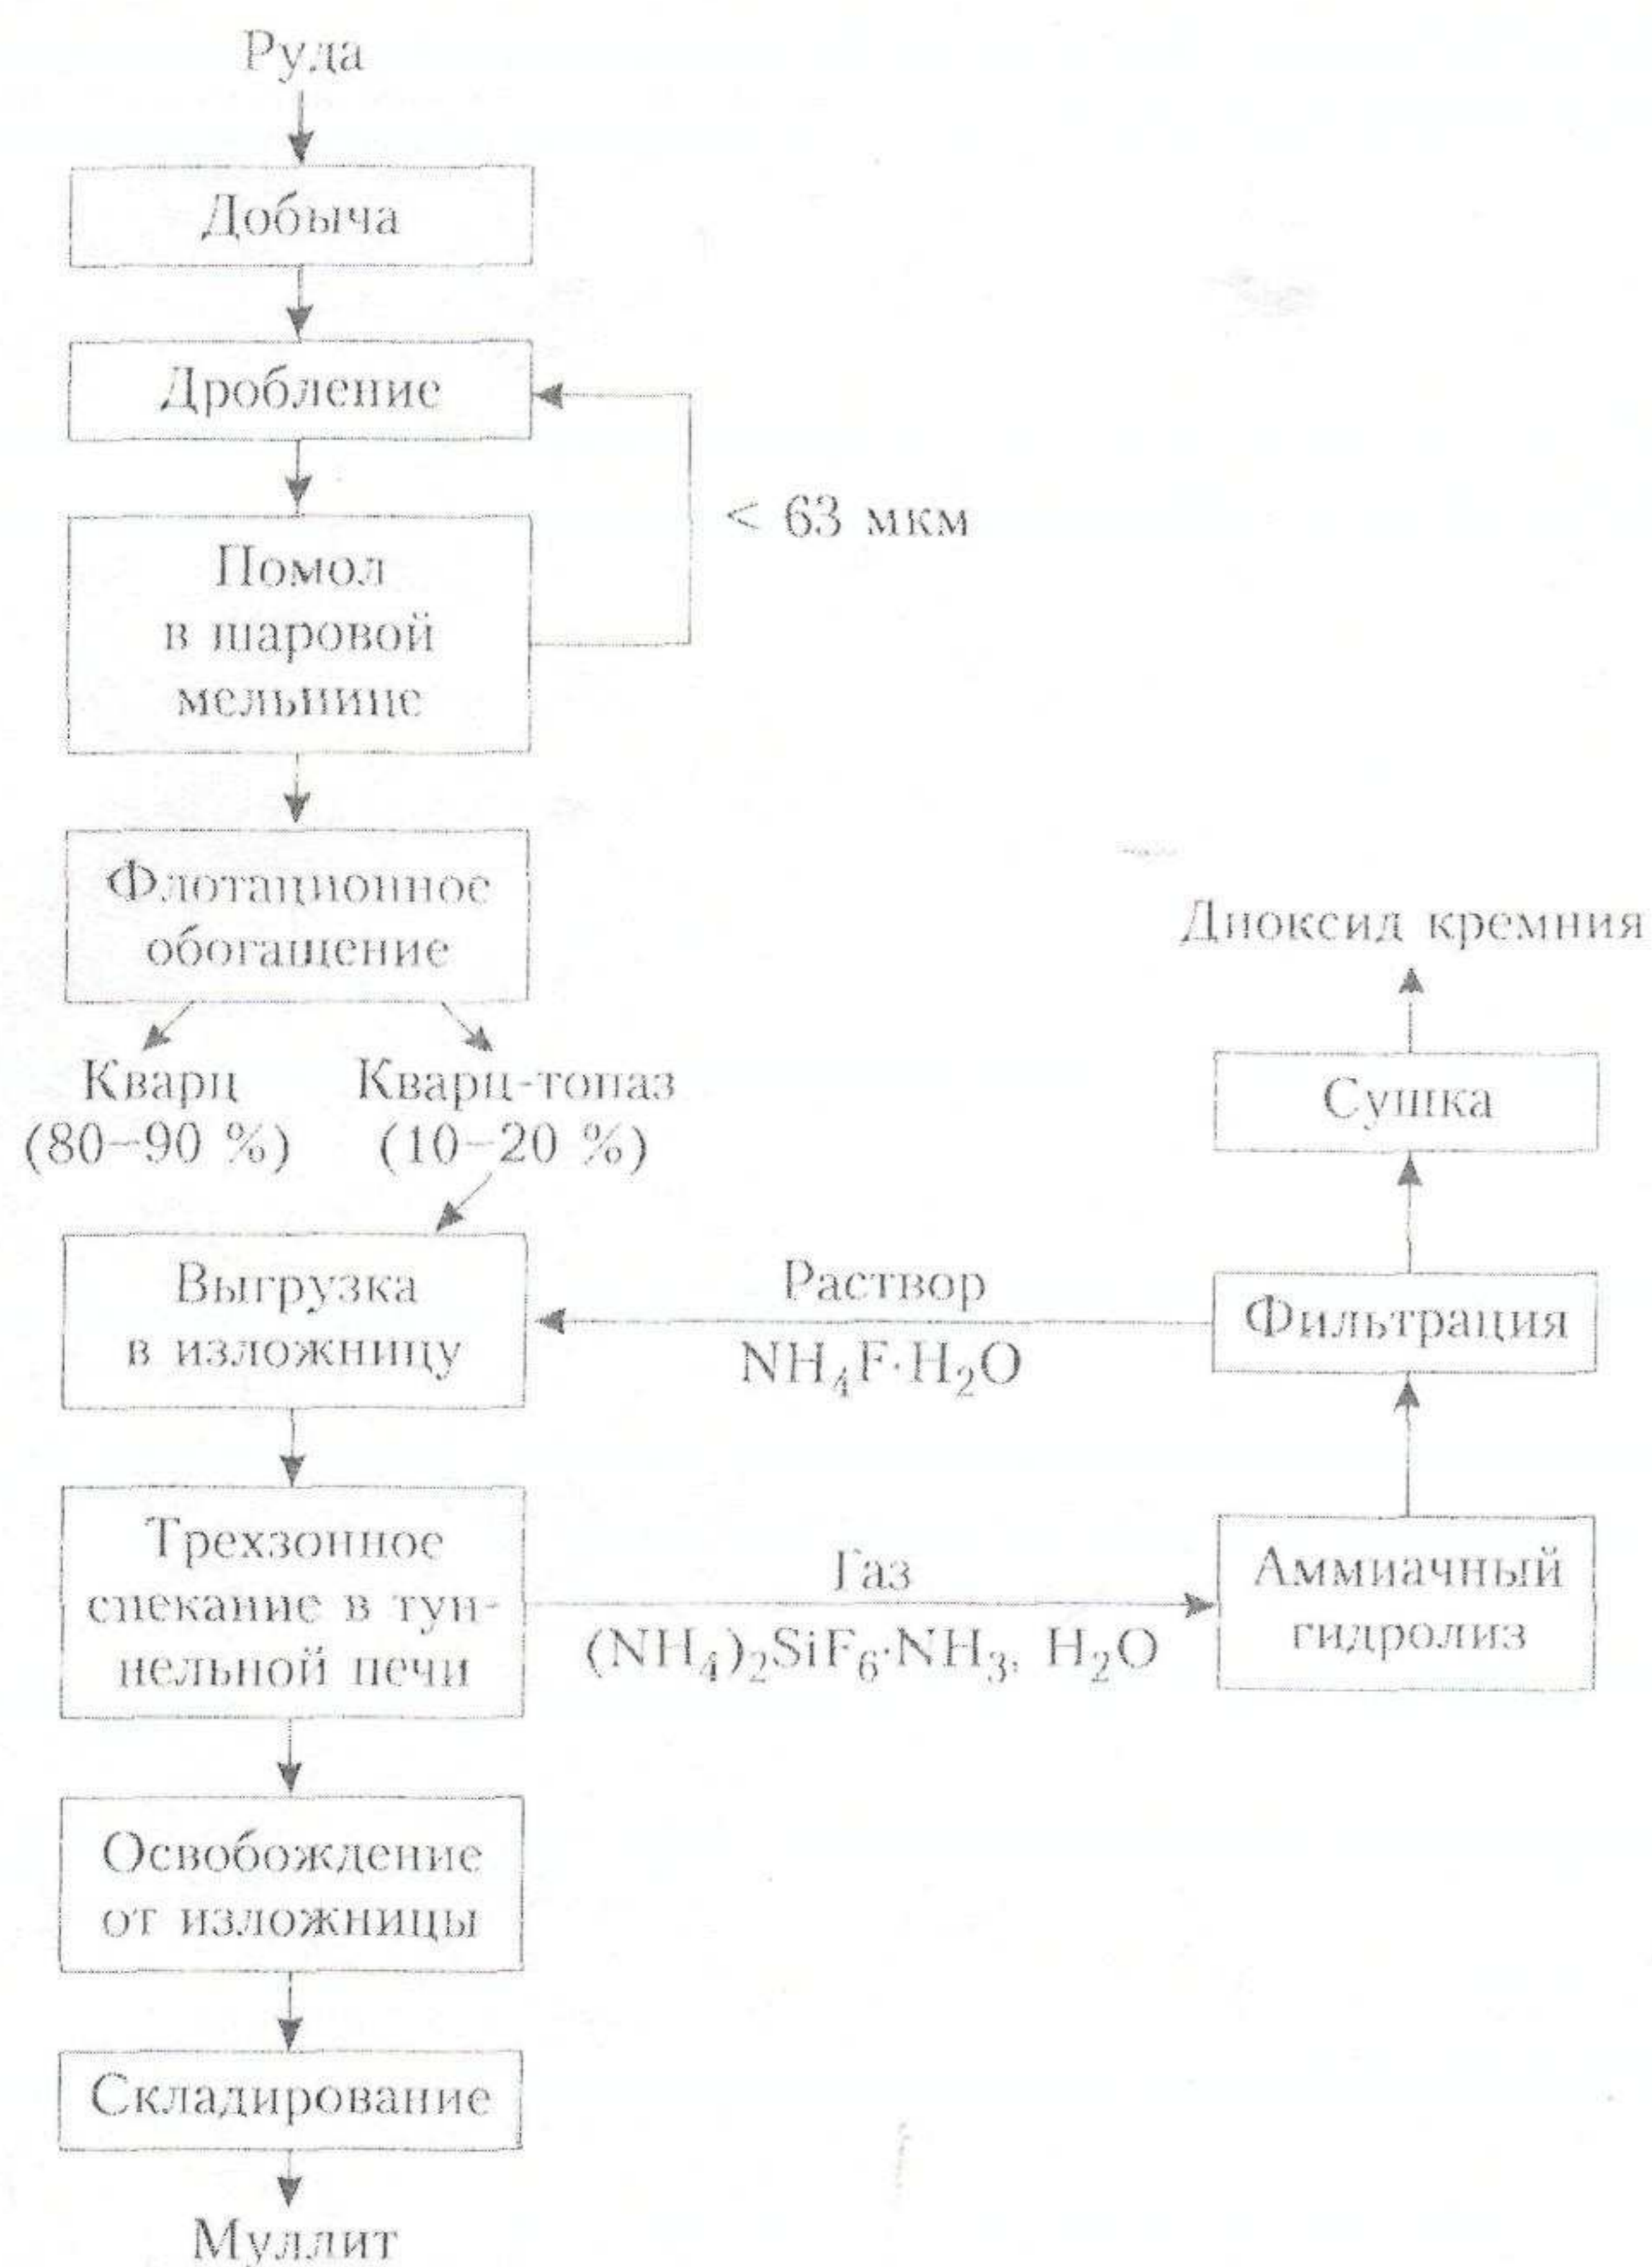 Руда
Добыча
Дробление
< 63 мкм
Помол
в шаровой
мельнице
Флотационное
обогащение
Кварц
(80–90 %)
Кварц-топаз
(10–20 %)
Выгрузка
в изложницу
Трехзонное
спекание в тун-
нельной печи
Освобождение
от изложницы
Складирование
Муллит
Диоксид кремния
Сушка
Фильтрация
Раствор
NH₄F·H₂O
Газ
(NH₄)₂SiF₆·NH₃, H₂O
Аммиачный
гидролиз